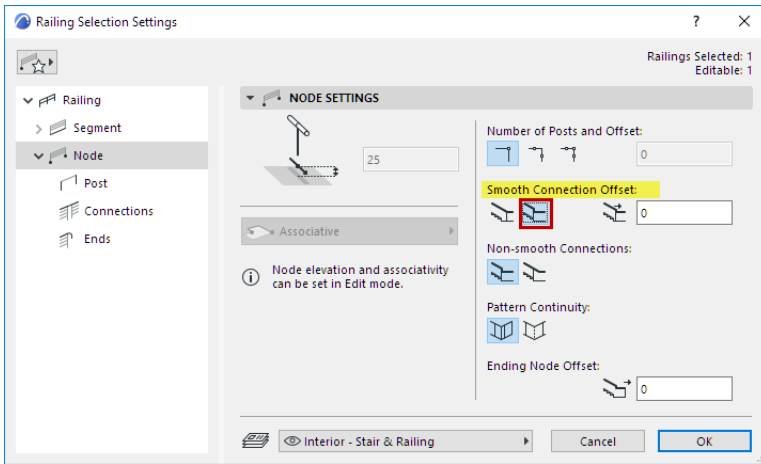 Railing Selection Settings
Railings Selected: 1
Editable: 1
Railing
Segment
Node
Post
Connections
Ends
NODE SETTINGS
25
Associative
Node elevation and associativity
can be set in Edit mode.
Number of Posts and Offset:
0
Smooth Connection Offset:
0
Non-smooth Connections:
Pattern Continuity:
Ending Node Offset:
0
Interior - Stair & Railing
Cancel
OK